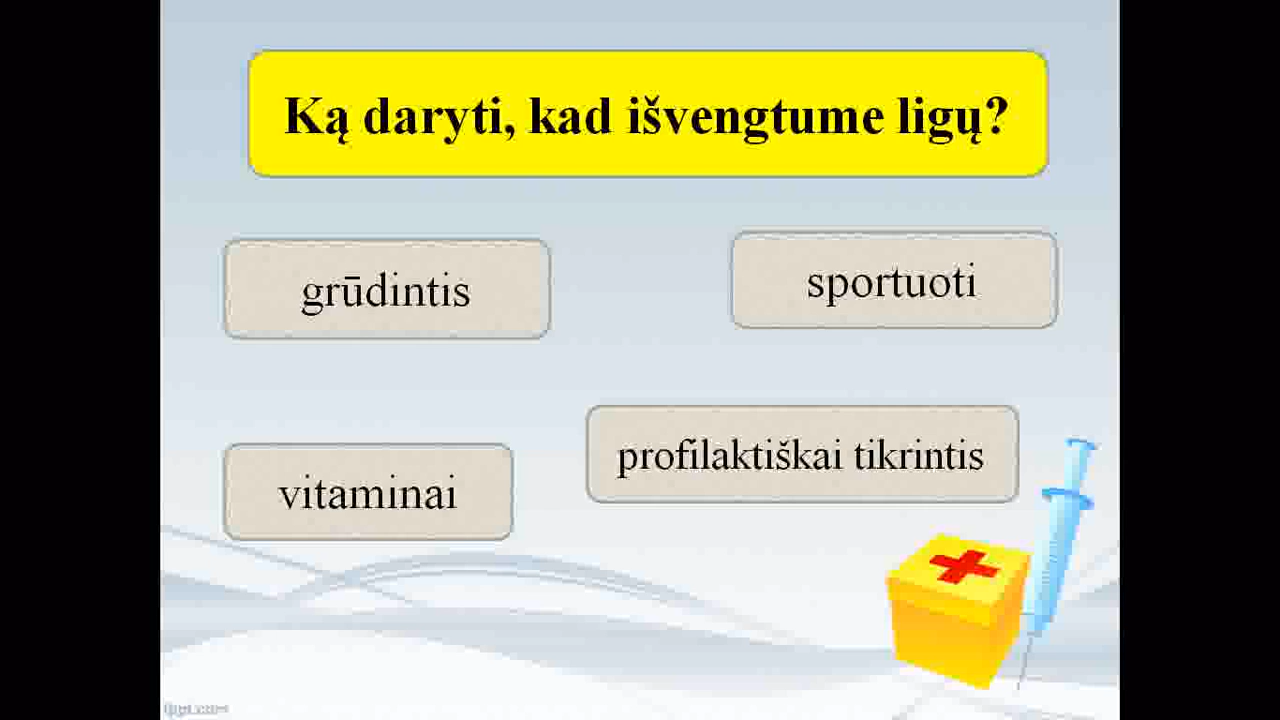 Ką daryti, kad išvengtume ligų?
grūdintis
sportuoti
profilaktiškai tikrintis
vitaminai